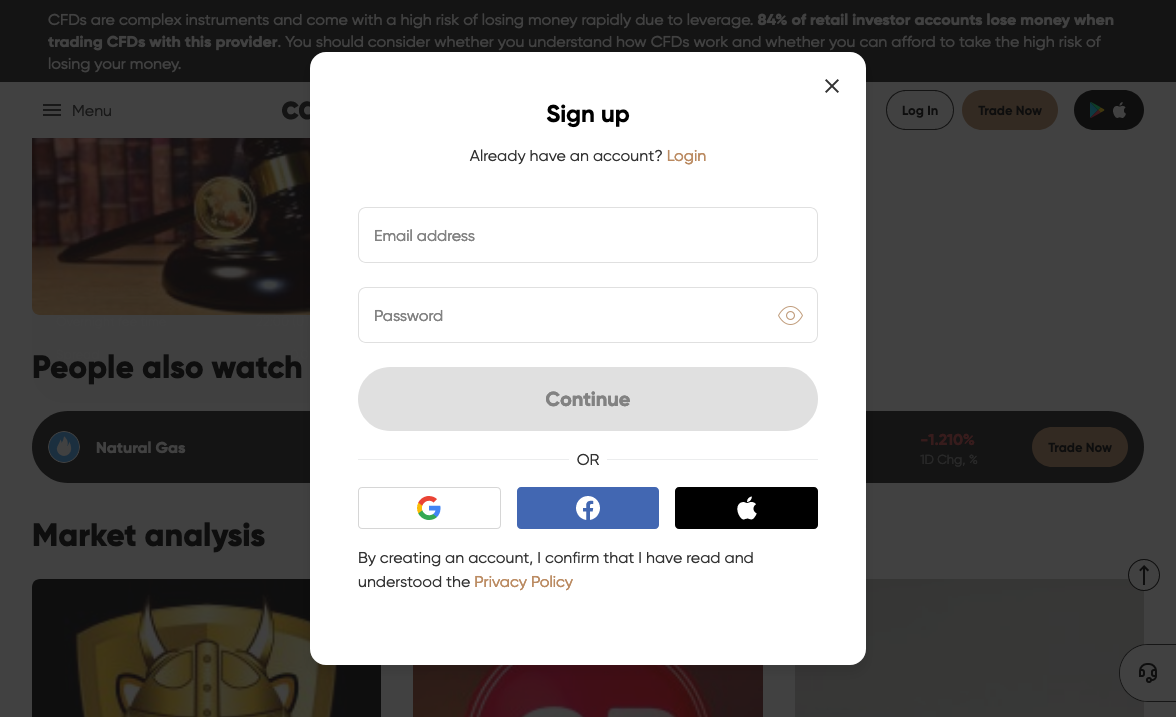 CFDs are complex instruments and come with a high risk of losing money rapidly due to leverage. 84% of retail investor accounts lose money when
trading CFDs with this provider. You should consider whether you understand how CFDs work and whether you can afford to take the high risk of
losing your money.
Menu
Log In
Trade Now
Sign up
Already have an account? Login
Email address
Password
Continue
OR
By creating an account, I confirm that I have read and
understood the Privacy Policy
People also watch
Natural Gas
-1.210%
1D Chg, %
Trade Now
Market analysis